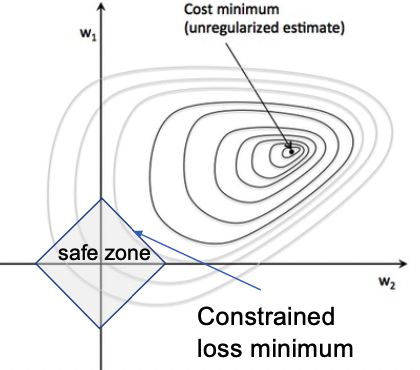 Cost minimum
(unregularized estimate)
w₁
safe zone
w₂
Constrained
loss minimum